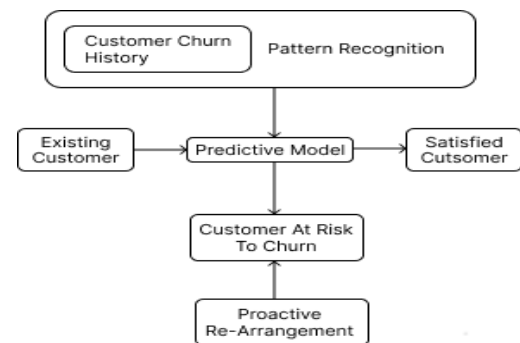 Customer Churn
History
Pattern Recognition
Existing
Customer
Predictive Model
Satisfied
Cutsomer
Customer At Risk
To Churn
Proactive
Re-Arrangement